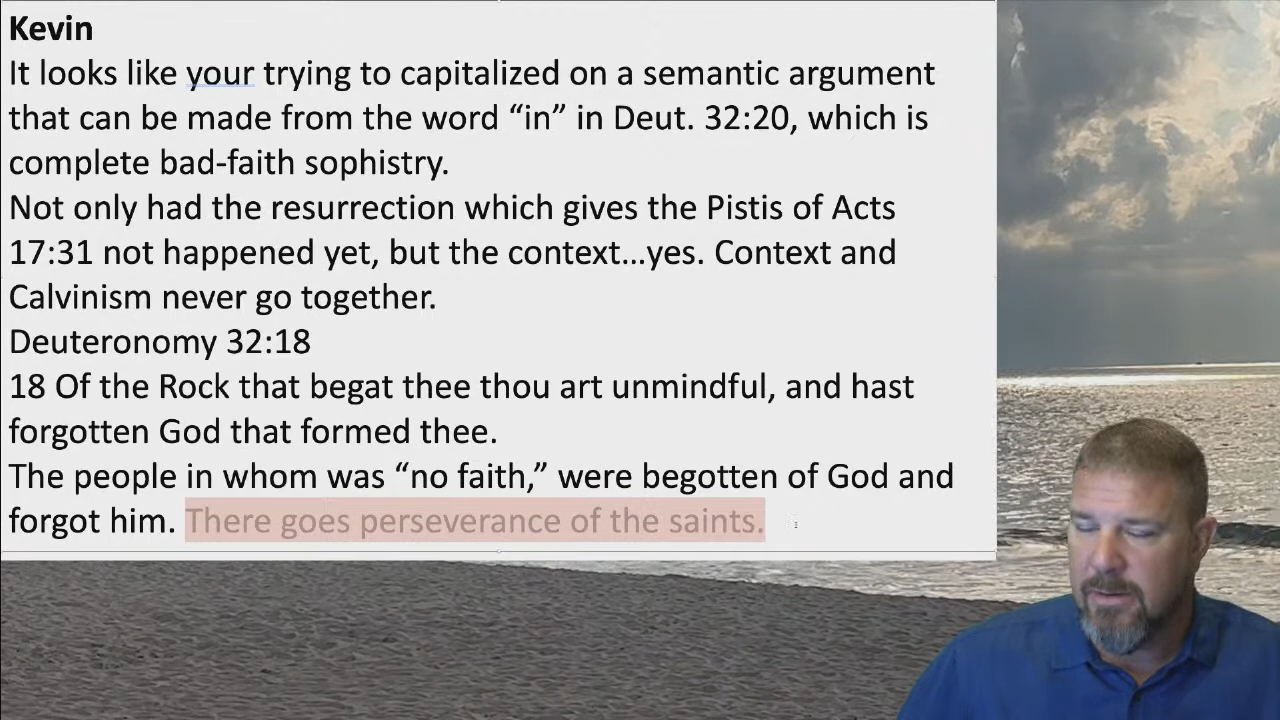 Kevin
It looks like your trying to capitalized on a semantic argument
that can be made from the word “in” in Deut. 32:20, which is
complete bad-faith sophistry.
Not only had the resurrection which gives the Pistis of Acts
17:31 not happened yet, but the context...yes. Context and
Calvinism never go together.
Deuteronomy 32:18
18 Of the Rock that begat thee thou art unmindful, and hast
forgotten God that formed thee.
The people in whom was “no faith,” were begotten of God and
forgot him. There goes perseverance of the saints.